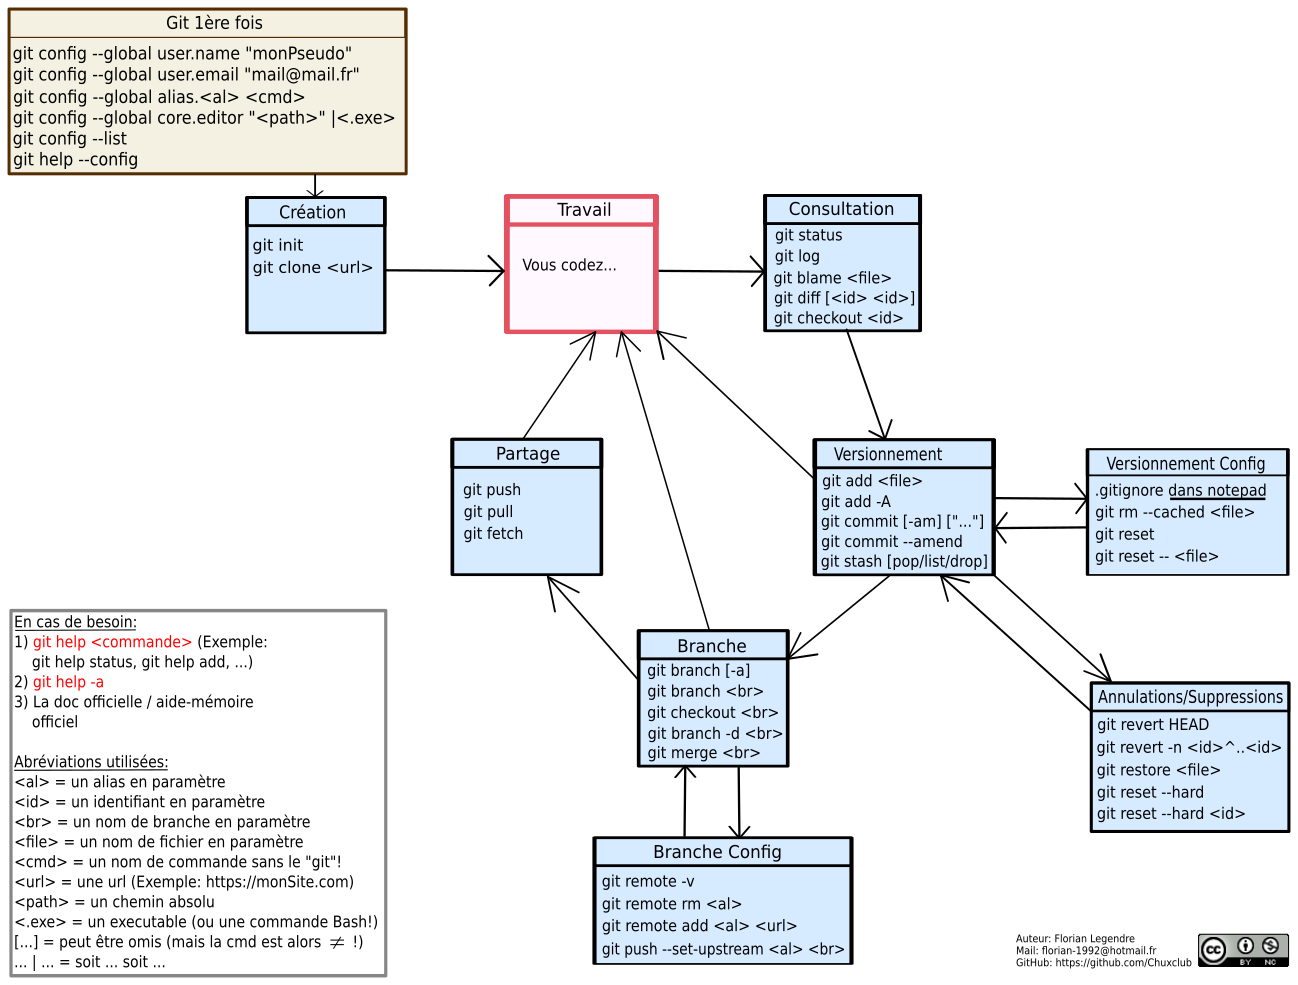 Git 1ère fois
git config --global user.name "monPseudo"
git config --global user.email "mail@mail.fr"
git config --global alias.<al> <cmd>
git config --global core.editor "<path>" |<.exe>
git config --list
git help --config
Création
git init
git clone <url>
Travail
Vous codez...
Consultation
git status
git log
git blame <file>
git diff [<id> <id>]
git checkout <id>
Partage
git push
git pull
git fetch
Versionnement
git add <file>
git add -A
git commit [-am] ["..."]
git commit --amend
git stash [pop/list/drop]
Versionnement Config
.gitignore dans notepad
git rm --cached <file>
git reset
git reset -- <file>
Branche
git branch [-a]
git branch <br>
git checkout <br>
git branch -d <br>
git merge <br>
Annulations/Suppressions
git revert HEAD
git revert -n <id>^..<id>
git restore <file>
git reset --hard
git reset --hard <id>
Branche Config
git remote -v
git remote rm <al>
git remote add <al> <url>
git push --set-upstream <al> <br>
En cas de besoin:
1) git help <commande> (Exemple:
git help status, git help add, ...)
2) git help -a
3) La doc officielle / aide-mémoire
officiel
Abréviations utilisées:
<al> = un alias en paramètre
<id> = un identifiant en paramètre
<br> = un nom de branche en paramètre
<file> = un nom de fichier en paramètre
<cmd> = un nom de commande sans le "git"!
<url> = une url (Exemple: https://monSite.com)
<path> = un chemin absolu
<.exe> = un executable (ou une commande Bash!)
[...] = peut être omis (mais la cmd est alors ≠ !)
... | ... = soit ... soit ...
Auteur: Florian Legendre
Mail: florian-1992@hotmail.fr
GitHub: https://github.com/Chuxclub
cc
BY NC